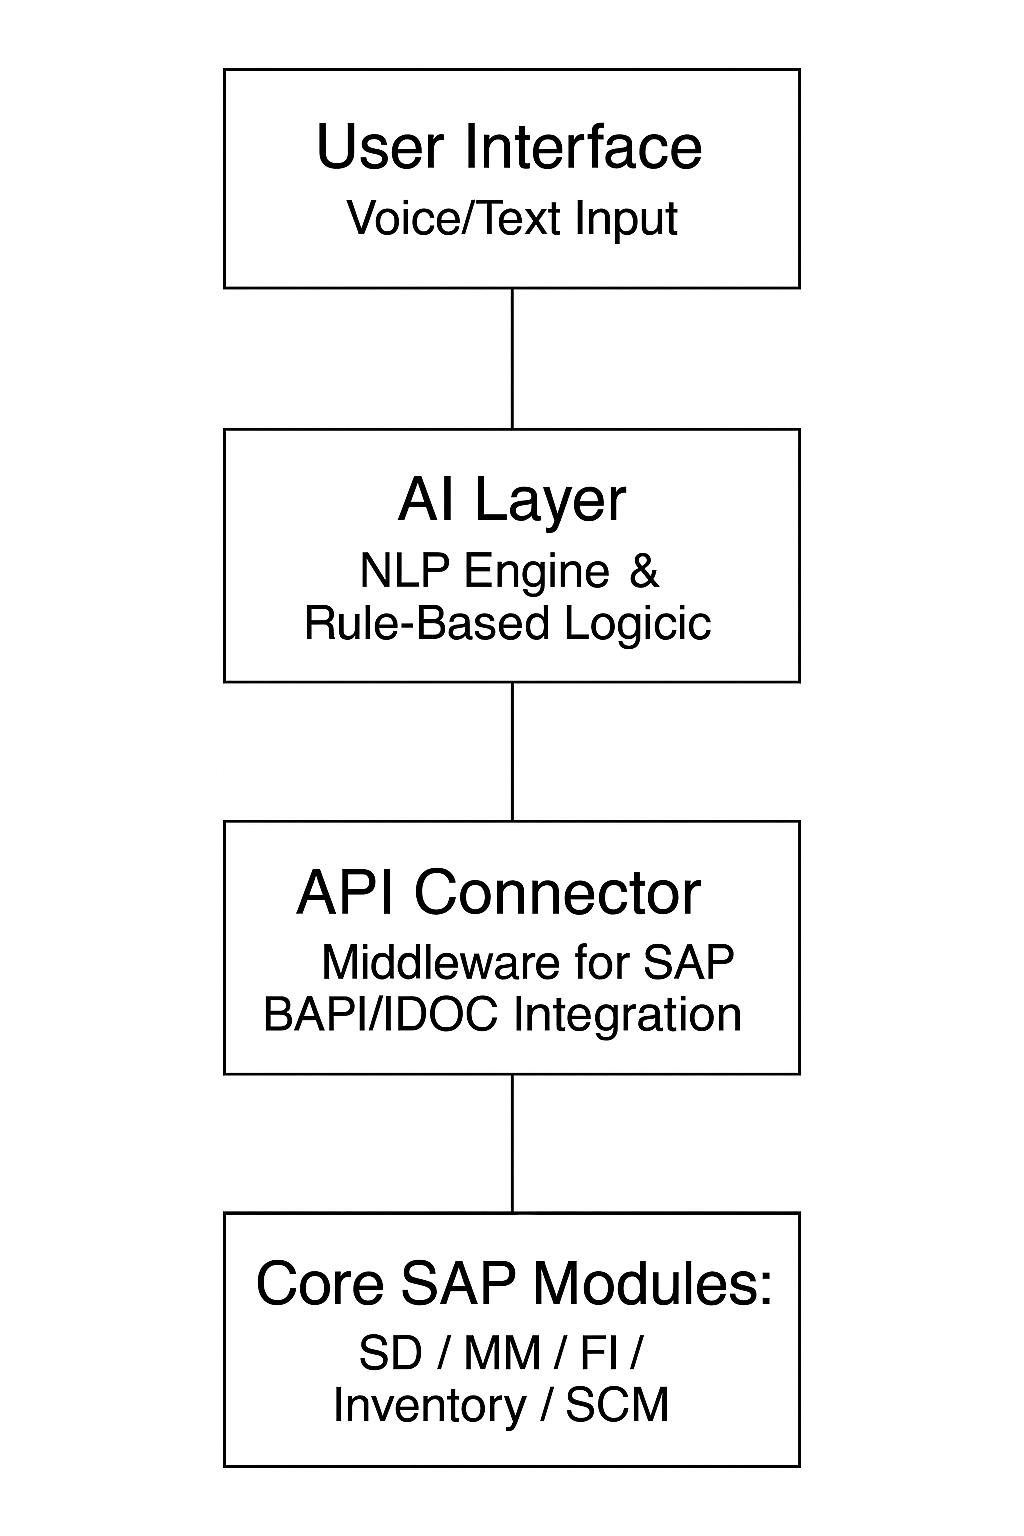 User Interface
Voice/Text Input
AI Layer
NLP Engine &
Rule-Based Logicic
API Connector
Middleware for SAP
BAPI/IDOC Integration
Core SAP Modules:
SD / MM / FI /
Inventory / SCM